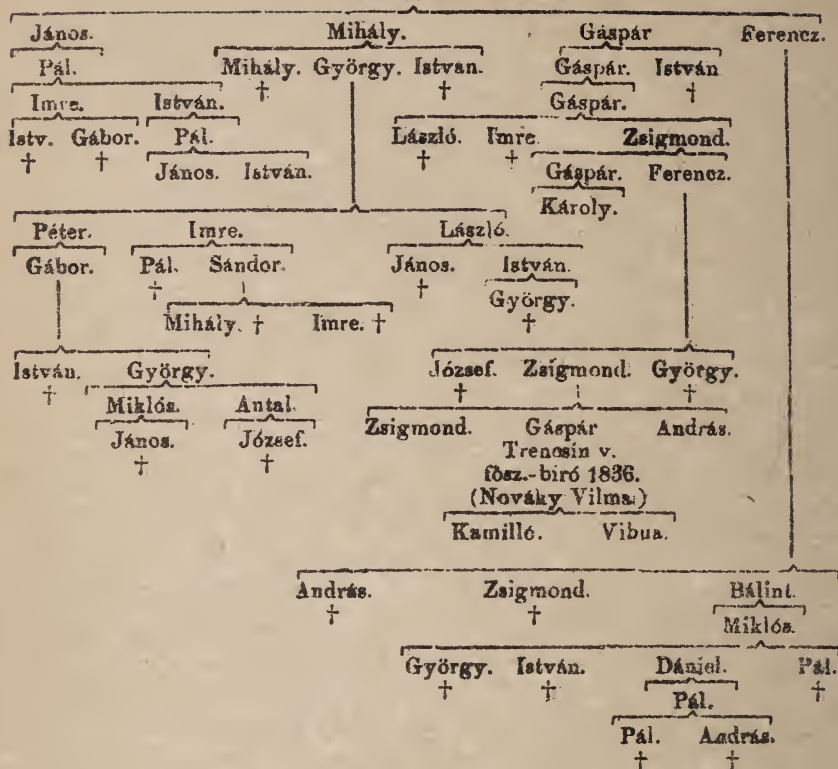 János. Mihály. Gáspár Ferencz.
Pál. Mihály. György. István. Gáspár. István
† † †
Imre. István. Gáspár.
Istv. Gábor. Pál. László. Imre. Zsigmond.
† † † †
János. István. Gáspár. Ferencz.
Károly.
Péter. Imre. László.
Gábor. Pál. Sándor. János. István.
† †
György.
Mihály. † Imre. † †
István. György. József. Zsigmond. György.
† † †
Miklós. Antal. Zsigmond. Gáspár András.
János. József. Trencsin v.
† † fösz.-biró 1836.
(Nováky Vilma.)
Kamilló. Vibua.
András. Zsigmond. Bálint.
† †
Miklós.
György. István. Dániel. Pál.
† † †
Pál.
Pál. András.
† †